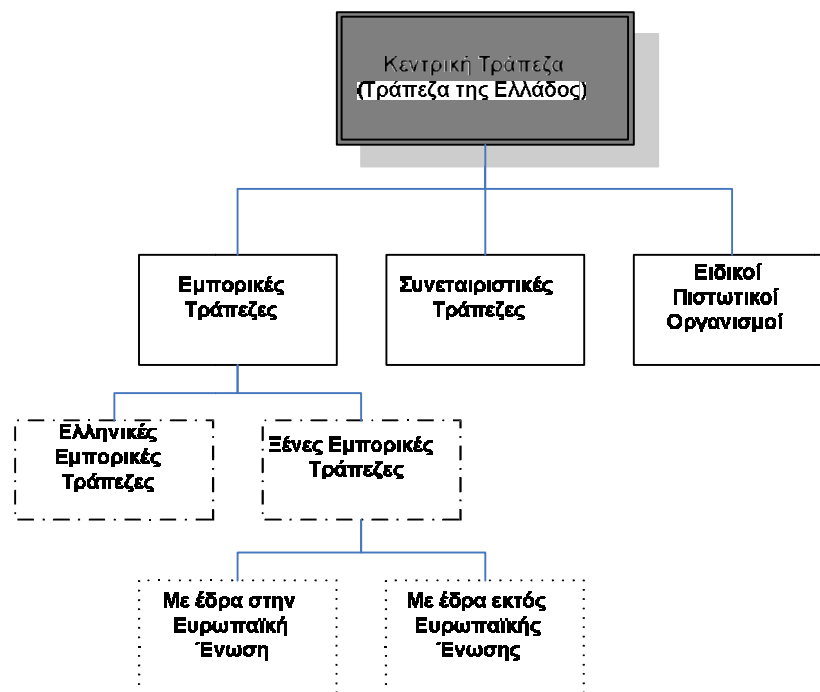 Κεντρική Τράπεζα
(Τράπεζα της Ελλάδος)
Εμπορικές
Τράπεζες
Συνεταιριστικές
Τράπεζες
Ειδικοί
Πιστωτικοί
Οργανισμοί
Ελληνικές
Εμπορικές
Τράπεζες
Ξένες Εμπορικές
Τράπεζες
Με έδρα στην
Ευρωπαϊκή
Ένωση
Με έδρα εκτός
Ευρωπαϊκής
Ένωσης